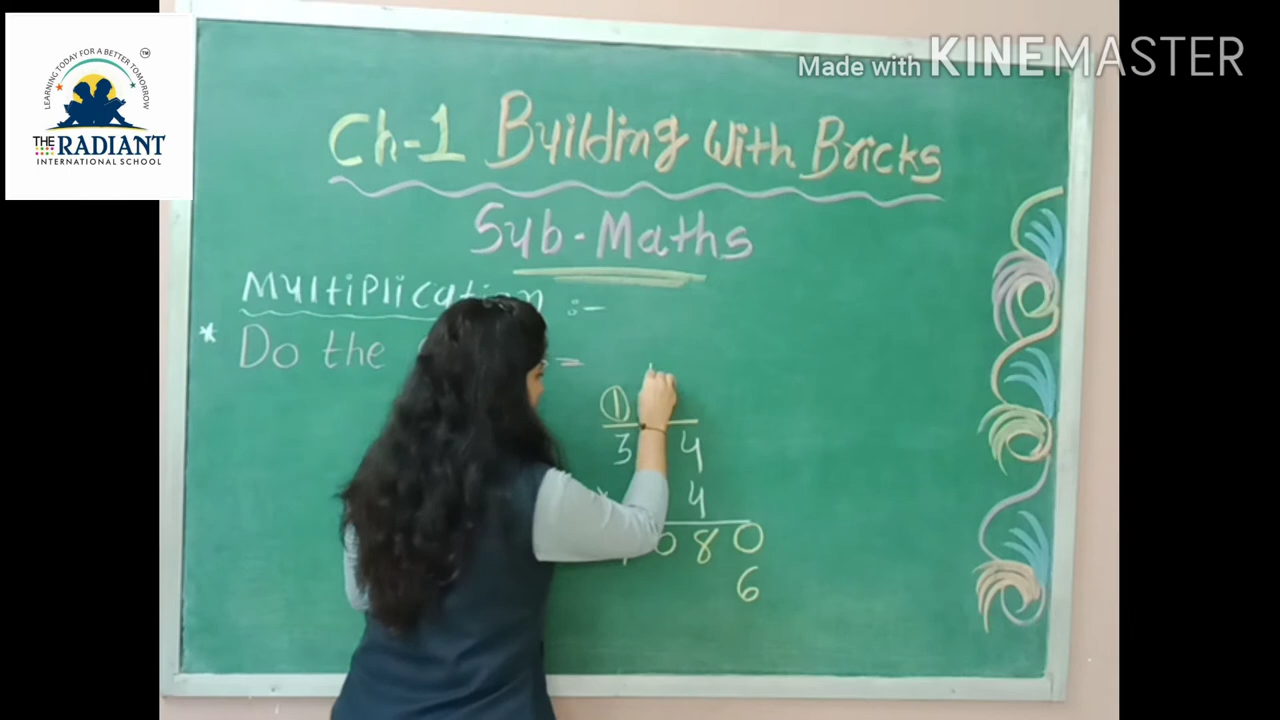 LEARNING TODAY FOR A BETTER TOMORROW
TM
THE RADIANT
INTERNATIONAL SCHOOL
Made with KINEMASTER
Ch-1 Building With Bricks
Sub-Maths
Multiplication :-
* Do the =
1
3 4
× 4
0 8 0
6